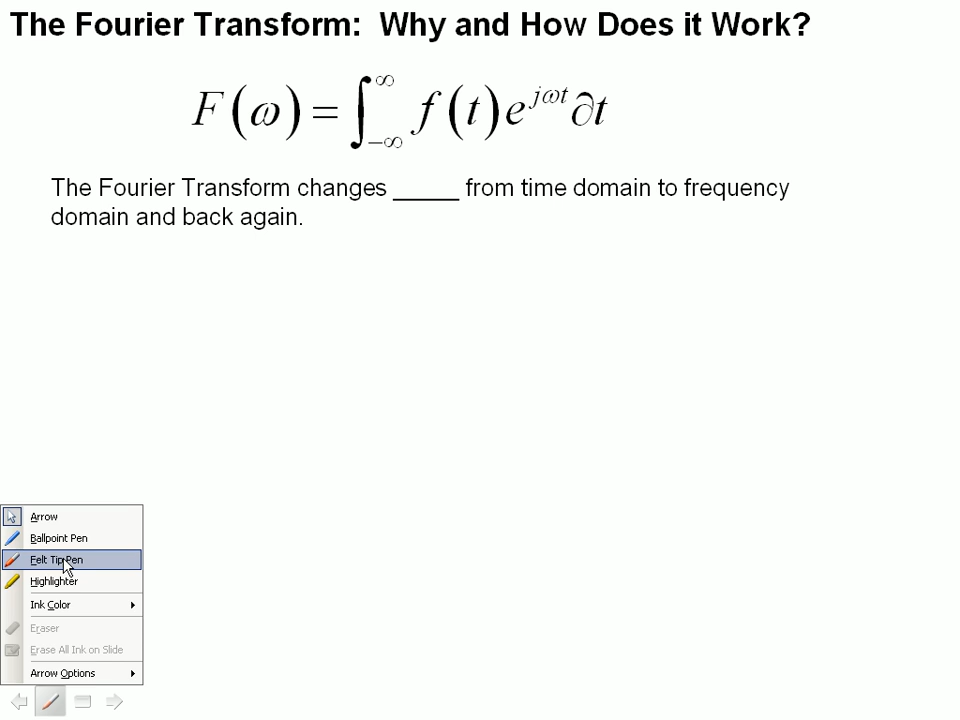 The Fourier Transform:  Why and How Does it Work?
F(ω) = ∫_{-∞}^{∞} f(t)e^{jωt}∂t
The Fourier Transform changes _____ from time domain to frequency
domain and back again.
Arrow
Ballpoint Pen
Felt Tip Pen
Highlighter
Ink Color
Eraser
Erase All Ink on Slide
Arrow Options